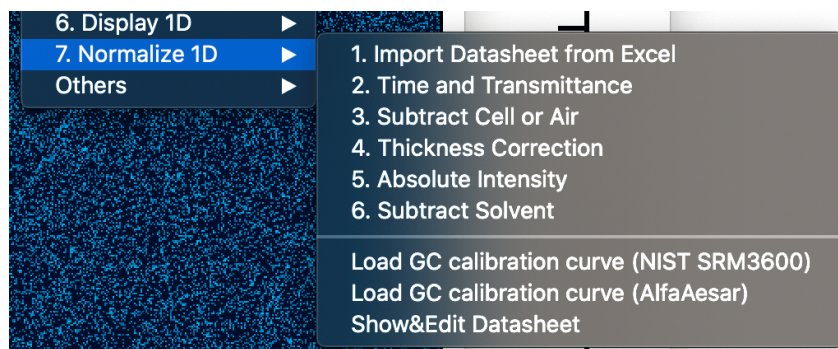 6. Display 1D
7. Normalize 1D
Others
1. Import Datasheet from Excel
2. Time and Transmittance
3. Subtract Cell or Air
4. Thickness Correction
5. Absolute Intensity
6. Subtract Solvent
Load GC calibration curve (NIST SRM3600)
Load GC calibration curve (AlfaAesar)
Show&Edit Datasheet